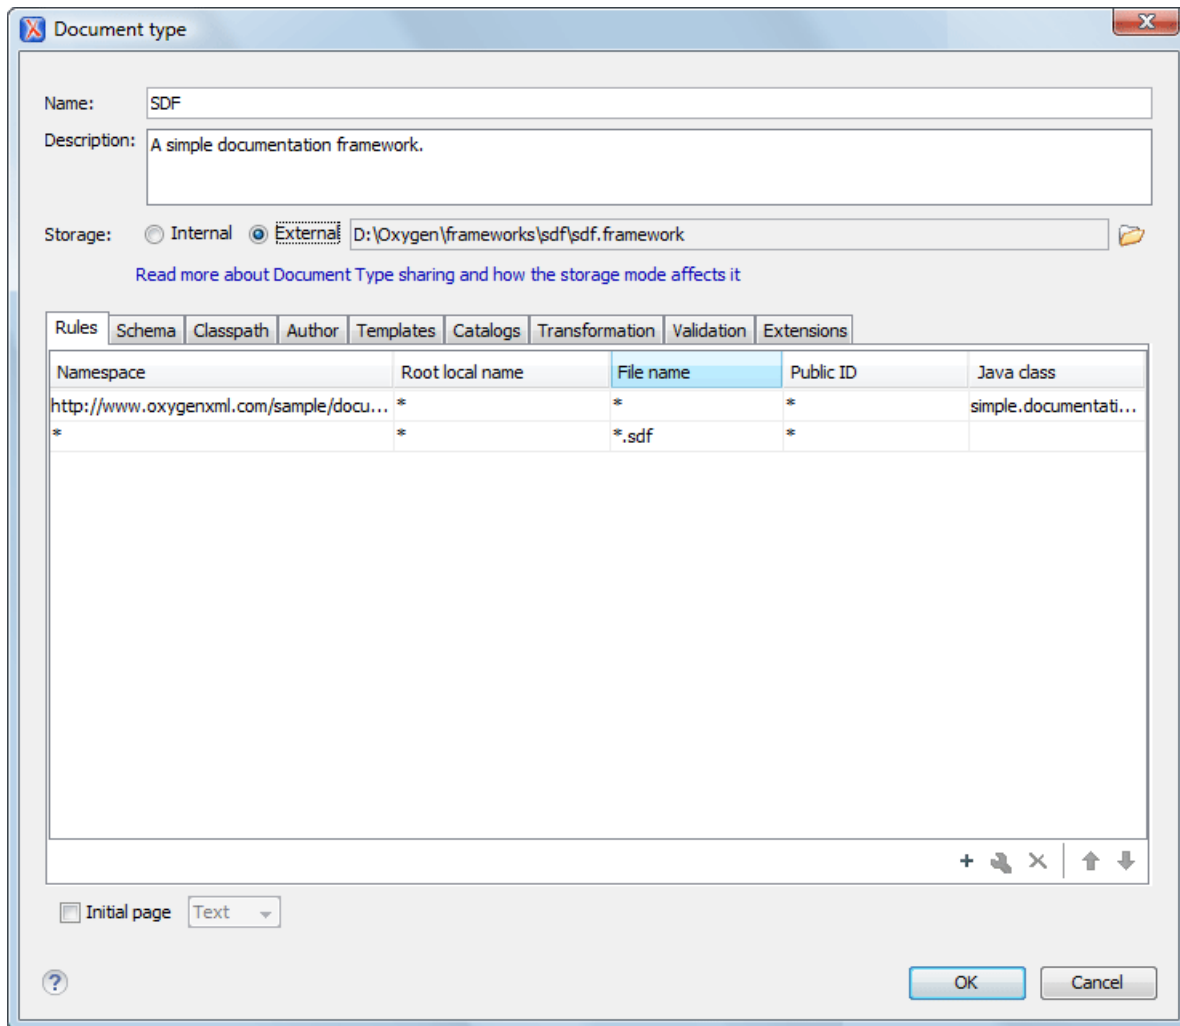 Document type
Name: SDF
Description: A simple documentation framework.
Storage: Internal External D:\Oxygen\frameworks\sdf\sdf.framework
Read more about Document Type sharing and how the storage mode affects it
Rules Schema Classpath Author Templates Catalogs Transformation Validation Extensions
Namespace Root local name File name Public ID Java class
http://www.oxygenxml.com/sample/docu... * * * simple.documentati...
* * *.sdf *
Initial page Text
? OK Cancel